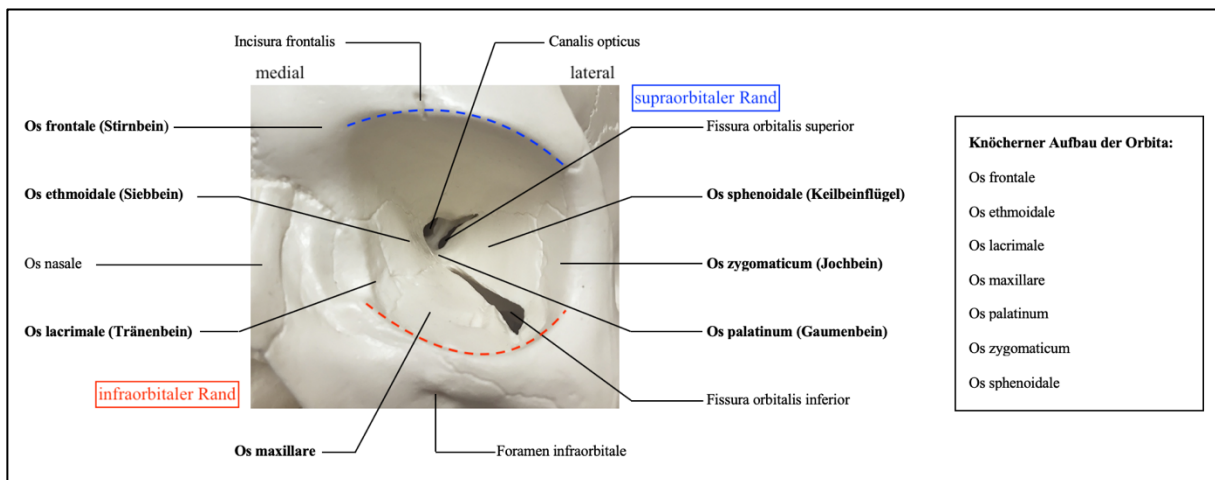 Incisura frontalis
Canalis opticus
medial
lateral
supraorbitaler Rand
Os frontale (Stirnbein)
Fissura orbitalis superior
Os ethmoidale (Siebbein)
Os sphenoidale (Keilbeinflügel)
Os nasale
Os zygomaticum (Jochbein)
Os lacrimale (Tränenbein)
Os palatinum (Gaumenbein)
infraorbitaler Rand
Fissura orbitalis inferior
Os maxillare
Foramen infraorbitale
Knöcherner Aufbau der Orbita:
Os frontale
Os ethmoidale
Os lacrimale
Os maxillare
Os palatinum
Os zygomaticum
Os sphenoidale